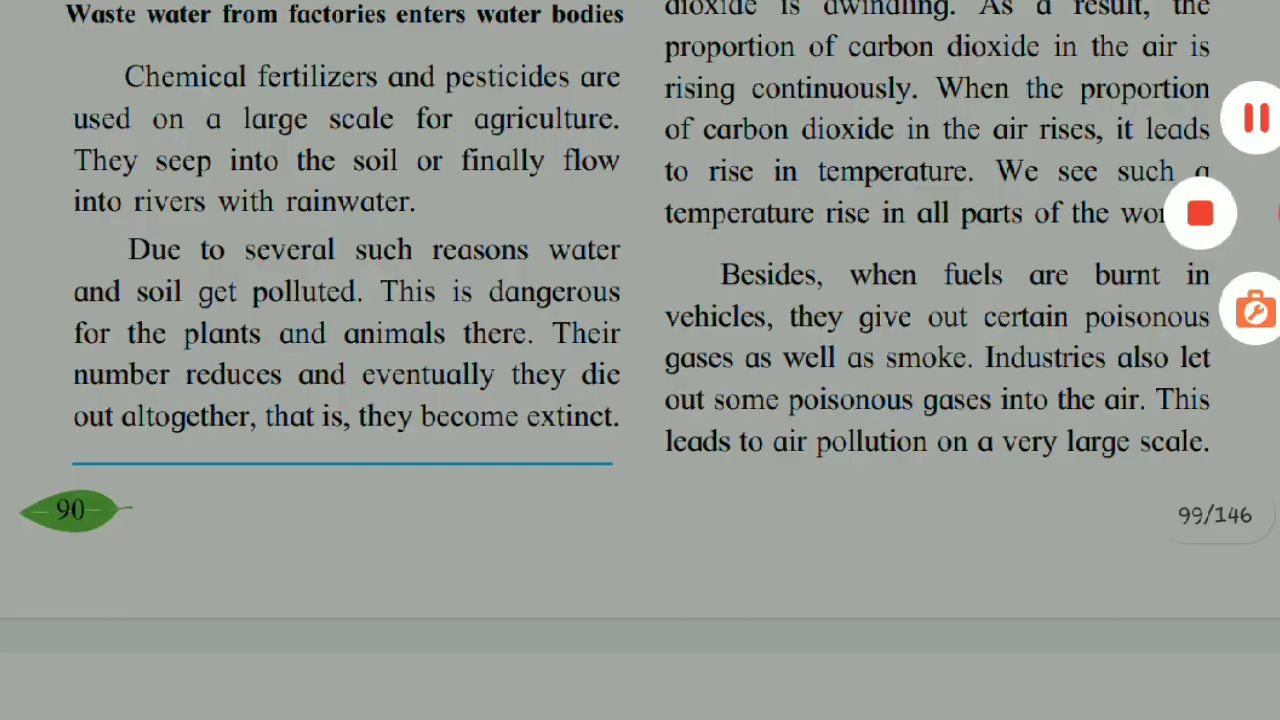 Waste water from factories enters water bodies
Chemical fertilizers and pesticides are
used on a large scale for agriculture.
They seep into the soil or finally flow
into rivers with rainwater.
Due to several such reasons water
and soil get polluted. This is dangerous
for the plants and animals there. Their
number reduces and eventually they die
out altogether, that is, they become extinct.
90
dioxide is dwindling. As a result, the
proportion of carbon dioxide in the air is
rising continuously. When the proportion
of carbon dioxide in the air rises, it leads
to rise in temperature. We see such a
temperature rise in all parts of the
Besides, when fuels are burnt in
vehicles, they give out certain poisonous
gases as well as smoke. Industries also let
out some poisonous gases into the air. This
leads to air pollution on a very large scale.
99/146